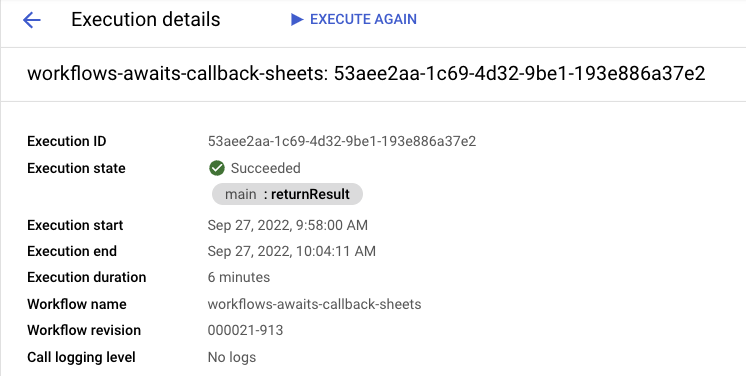 Execution details EXECUTE AGAIN
workflows-awaits-callback-sheets: 53aee2aa-1c69-4d32-9be1-193e886a37e2
Execution ID 53aee2aa-1c69-4d32-9be1-193e886a37e2
Execution state Succeeded
main : returnResult
Execution start Sep 27, 2022, 9:58:00 AM
Execution end Sep 27, 2022, 10:04:11 AM
Execution duration 6 minutes
Workflow name workflows-awaits-callback-sheets
Workflow revision 000021-913
Call logging level No logs